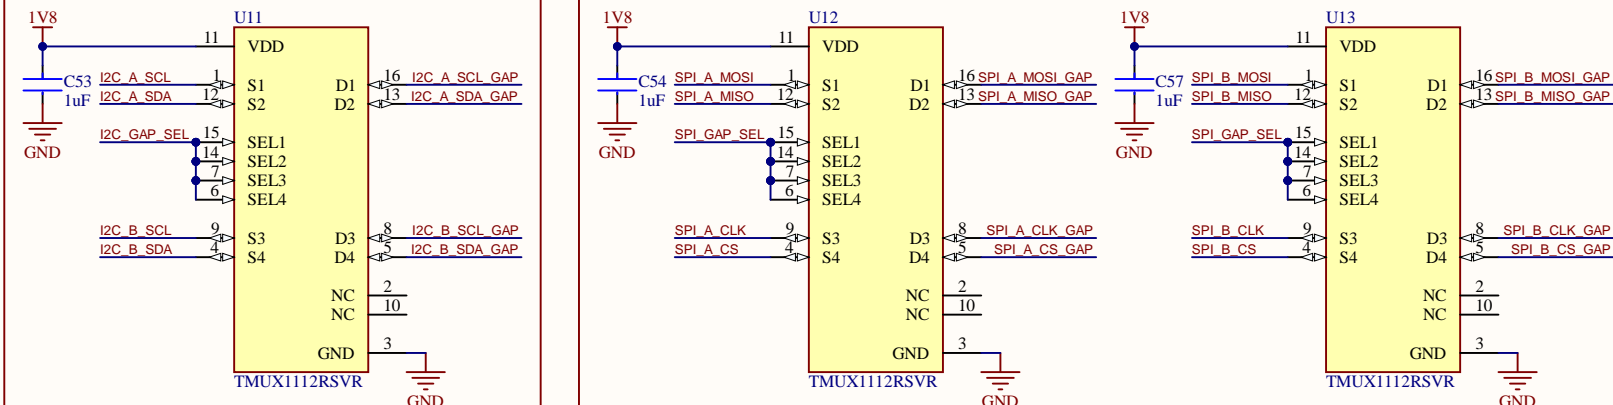 1V8
U11
11
VDD
C53
1uF
I2C_A_SCL
1
S1
D1
16
I2C_A_SCL_GAP
I2C_A_SDA
12
S2
D2
13
I2C_A_SDA_GAP
GND
I2C_GAP_SEL
15
SEL1
14
SEL2
7
SEL3
6
SEL4
I2C_B_SCL
9
S3
D3
8
I2C_B_SCL_GAP
I2C_B_SDA
4
S4
D4
5
I2C_B_SDA_GAP
NC
2
NC
10
GND
3
TMUX1112RSVR
GND
1V8
U12
11
VDD
C54
1uF
SPI_A_MOSI
1
S1
D1
16
SPI_A_MOSI_GAP
SPI_A_MISO
12
S2
D2
13
SPI_A_MISO_GAP
GND
SPI_GAP_SEL
15
SEL1
14
SEL2
7
SEL3
6
SEL4
SPI_A_CLK
9
S3
D3
8
SPI_A_CLK_GAP
SPI_A_CS
4
S4
D4
5
SPI_A_CS_GAP
NC
2
NC
10
GND
3
TMUX1112RSVR
GND
1V8
U13
11
VDD
C57
1uF
SPI_B_MOSI
1
S1
D1
16
SPI_B_MOSI_GAP
SPI_B_MISO
12
S2
D2
13
SPI_B_MISO_GAP
GND
SPI_GAP_SEL
15
SEL1
14
SEL2
7
SEL3
6
SEL4
SPI_B_CLK
9
S3
D3
8
SPI_B_CLK_GAP
SPI_B_CS
4
S4
D4
5
SPI_B_CS_GAP
NC
2
NC
10
GND
3
TMUX1112RSVR
GND